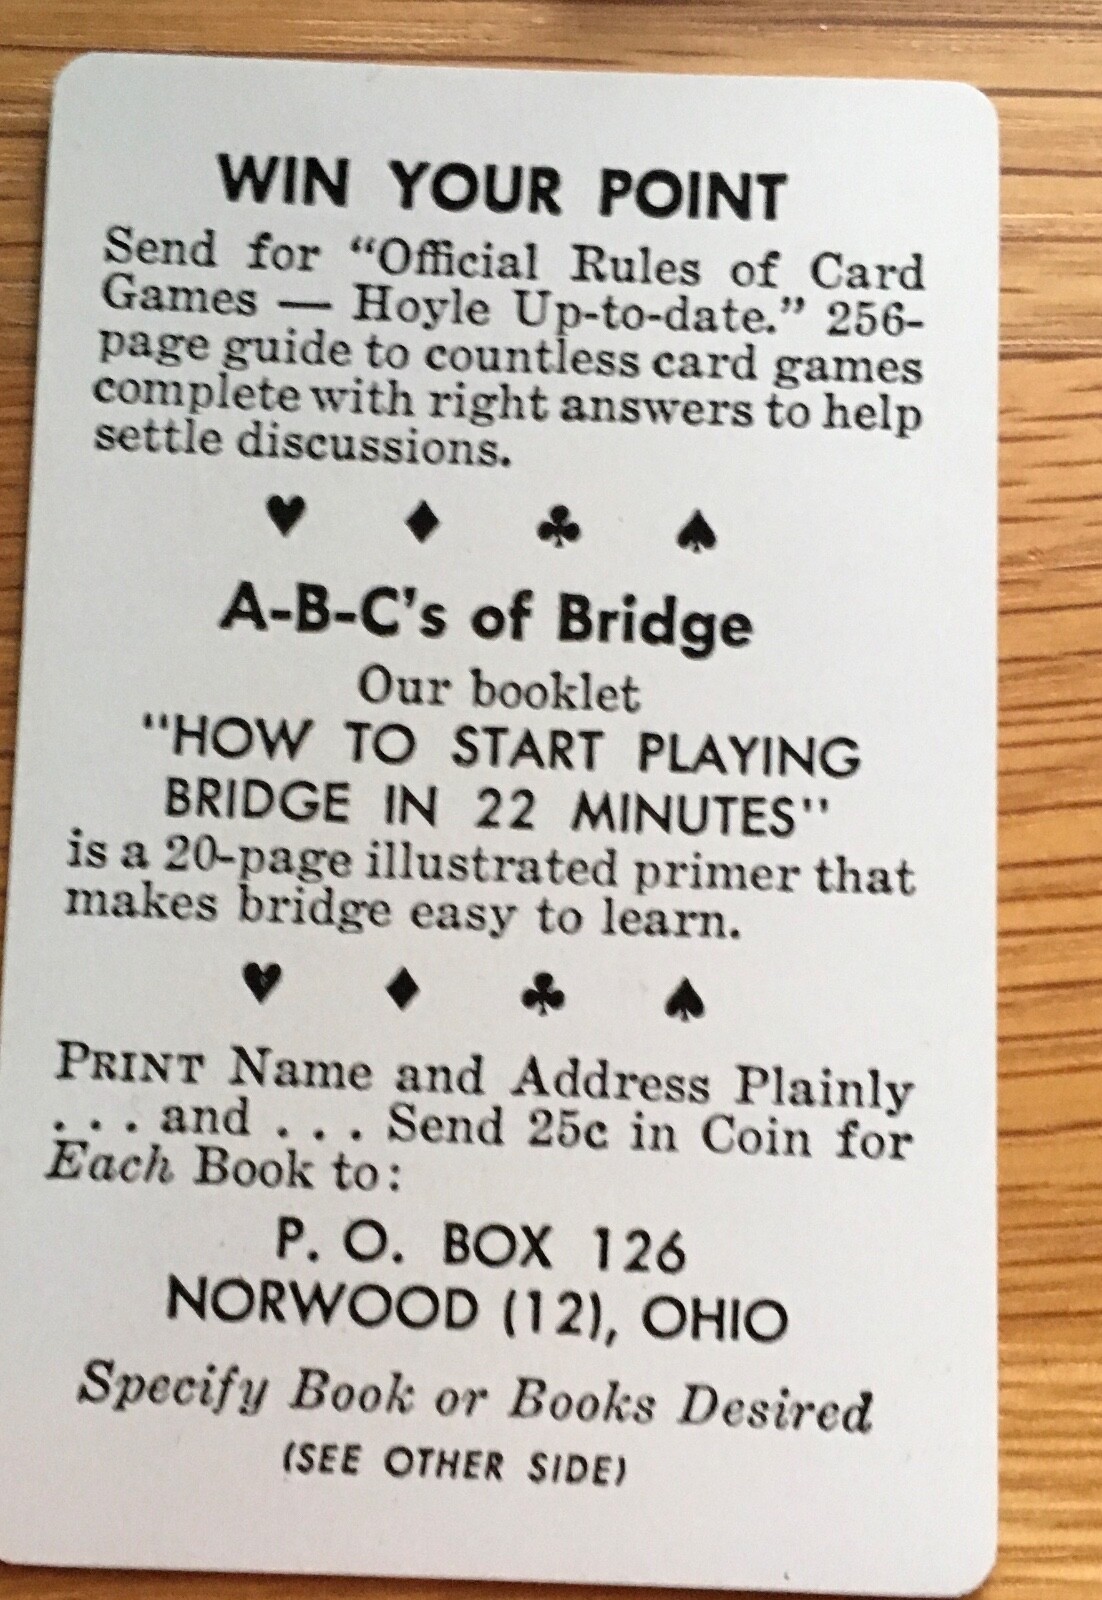 WIN YOUR POINT
Send for “Official Rules of Card
Games — Hoyle Up-to-date.” 256-
page guide to countless card games
complete with right answers to help
settle discussions.
♥ ♦ ♣ ♠
A-B-C's of Bridge
Our booklet
"HOW TO START PLAYING
BRIDGE IN 22 MINUTES"
is a 20-page illustrated primer that
makes bridge easy to learn.
♥ ♦ ♣ ♠
PRINT Name and Address Plainly
. . . and . . . Send 25c in Coin for
Each Book to:
P. O. BOX 126
NORWOOD (12), OHIO
Specify Book or Books Desired
(SEE OTHER SIDE)